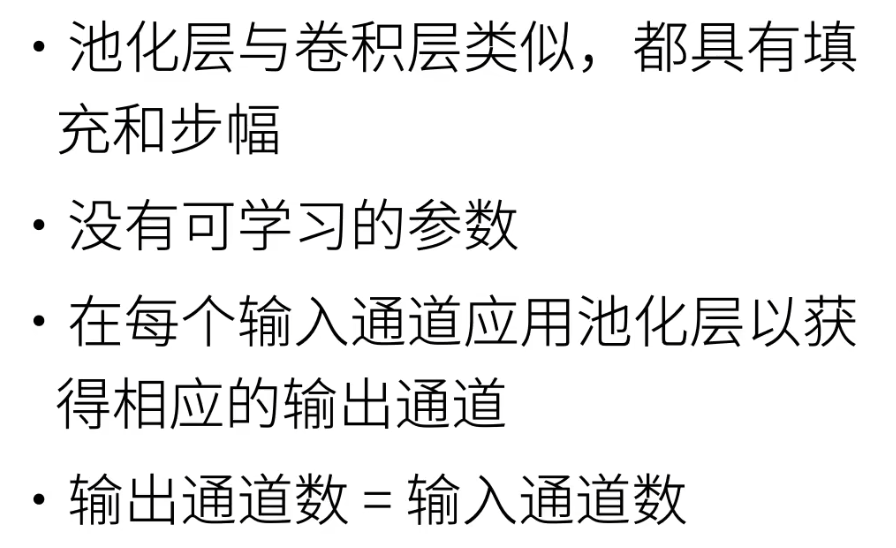 • 池化层与卷积层类似，都具有填
充和步幅
• 没有可学习的参数
• 在每个输入通道应用池化层以获
得相应的输出通道
• 输出通道数 = 输入通道数